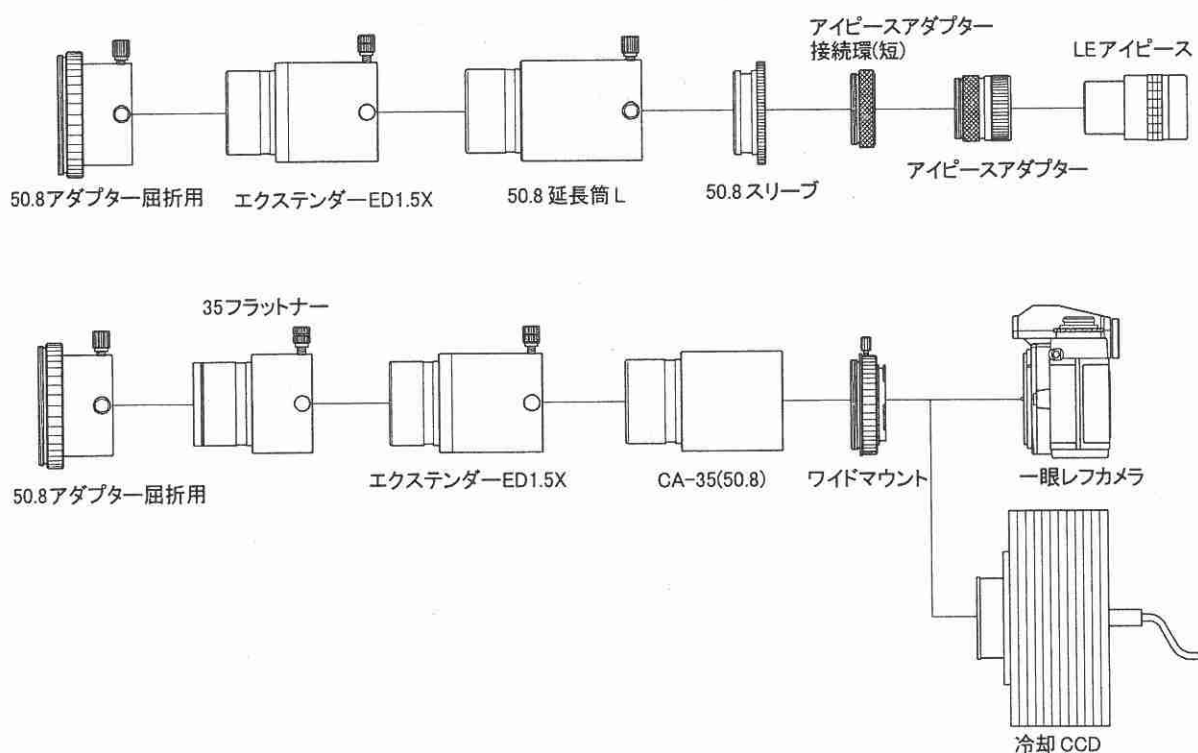 アイピースアダプター
接続環(短)
LEアイピース
50.8アダプター屈折用
エクステンダーED1.5X
50.8延長筒L
50.8スリーブ
アイピースアダプター
35フラットナー
50.8アダプター屈折用
エクステンダーED1.5X
CA-35(50.8)
ワイドマウント
一眼レフカメラ
冷却CCD